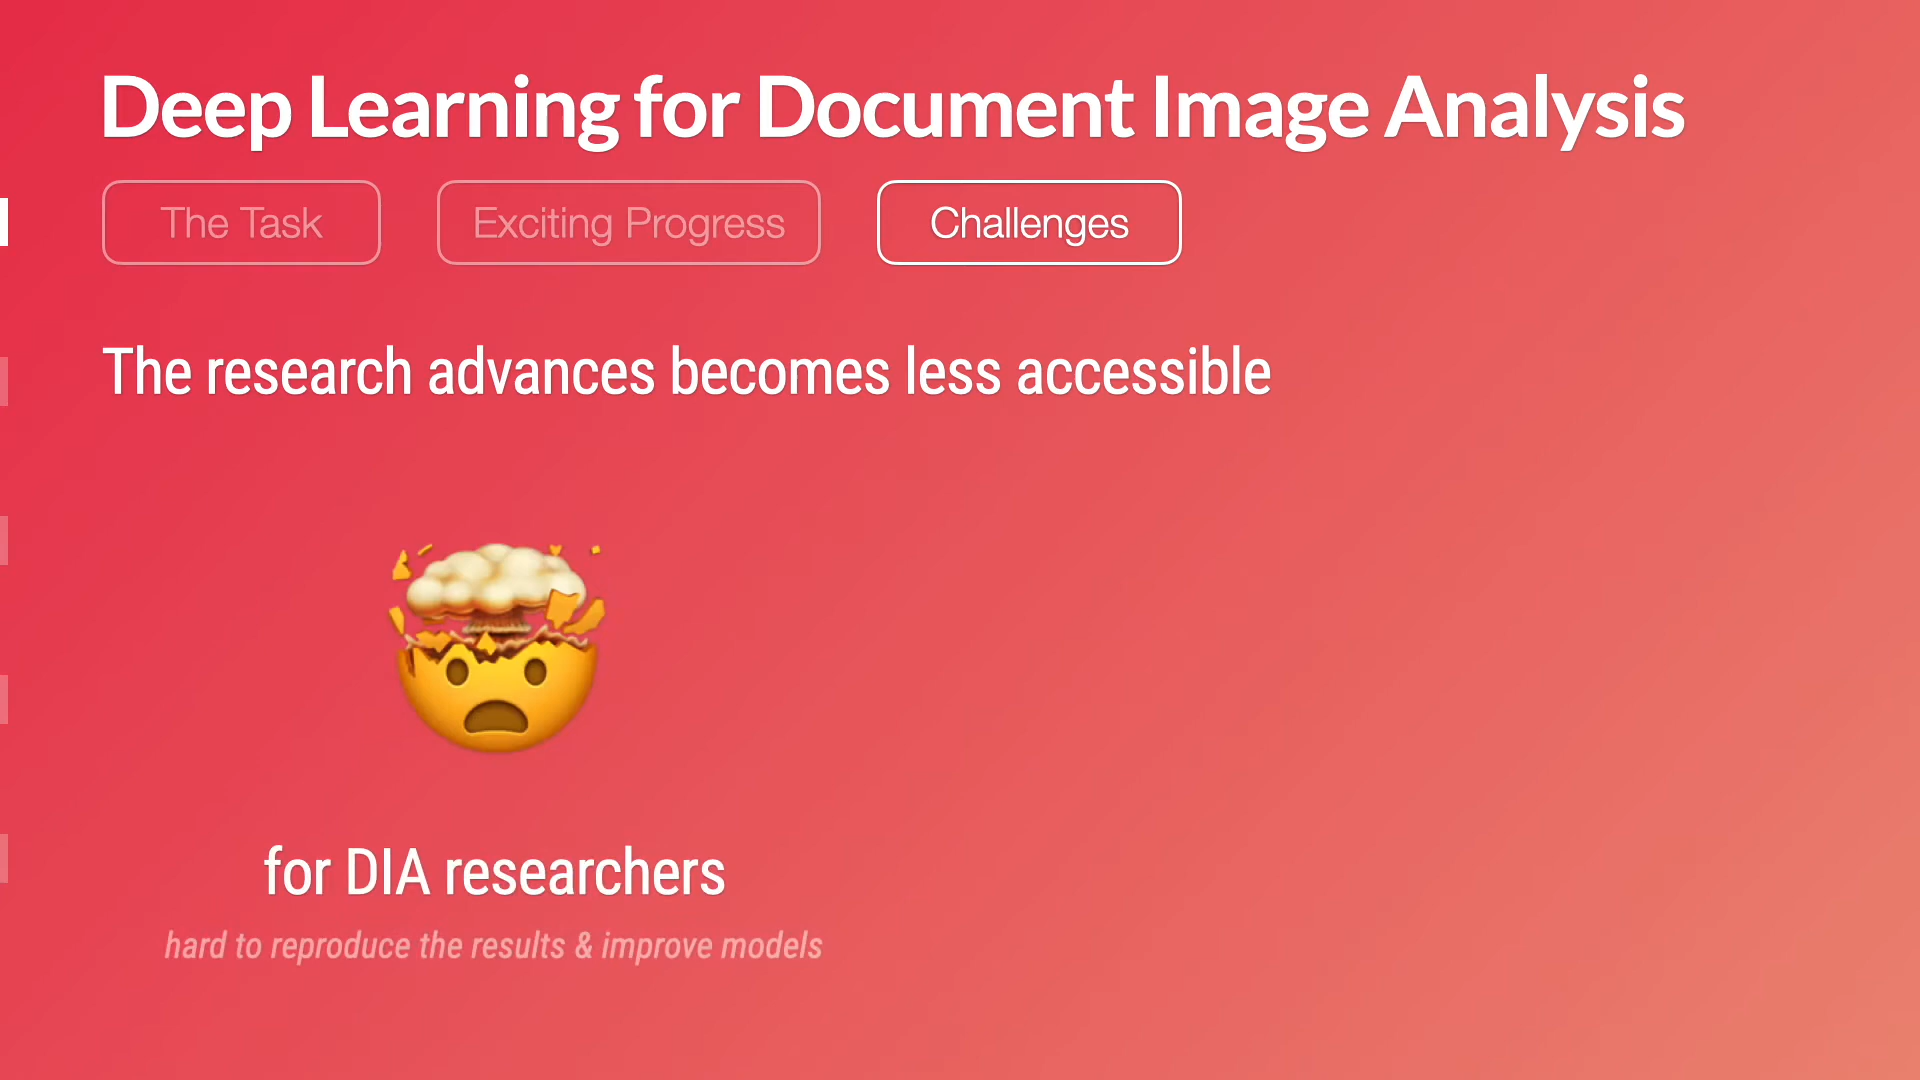 Deep Learning for Document Image Analysis
The Task
Exciting Progress
Challenges
The research advances becomes less accessible
for DIA researchers
hard to reproduce the results & improve models